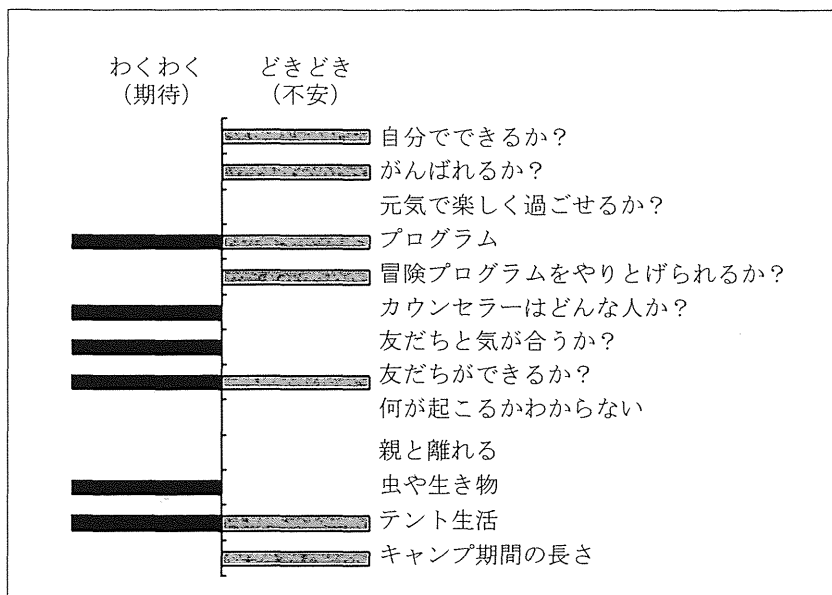 わくわく どきどき
(期待) (不安)
自分でできるか?
がんばれるか?
元気で楽しく過ごせるか?
プログラム
冒険プログラムをやりとげられるか?
カウンセラーはどんな人か?
友だちと気が合うか?
友だちができるか?
何が起こるかわからない
親と離れる
虫や生き物
テント生活
キャンプ期間の長さ